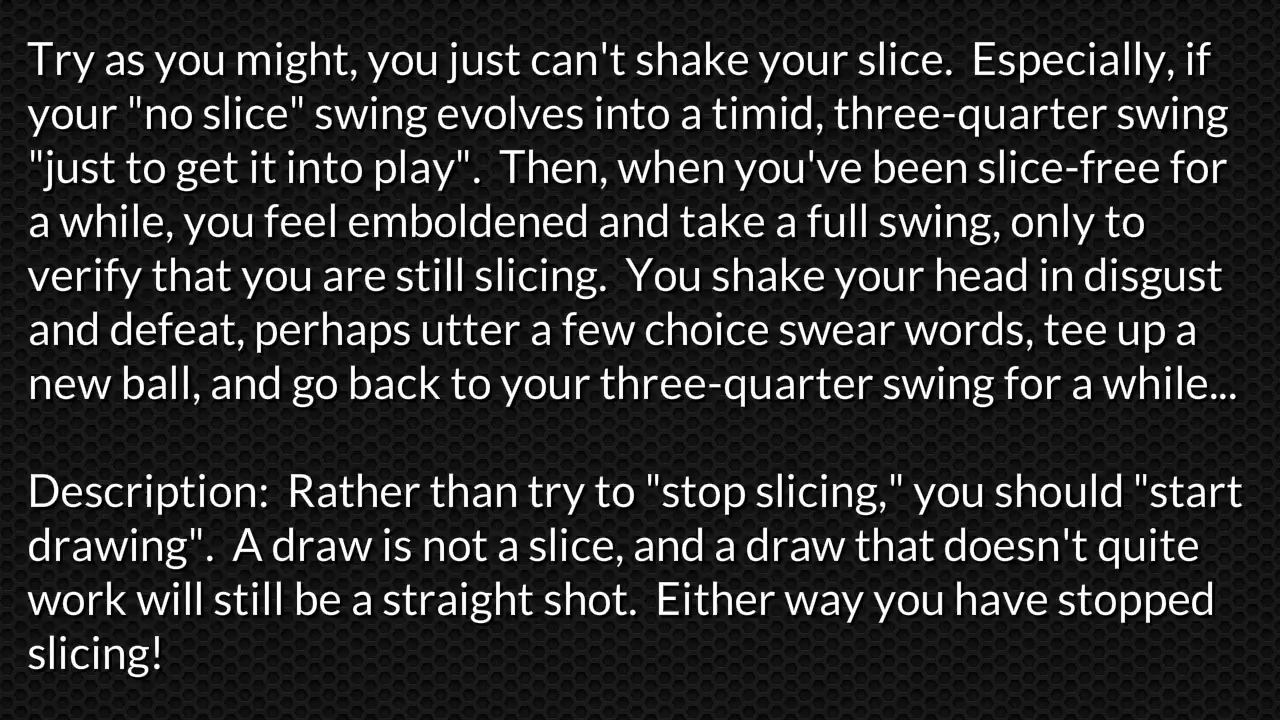 Try as you might, you just can't shake your slice.  Especially, if
your "no slice" swing evolves into a timid, three-quarter swing
"just to get it into play".  Then, when you've been slice-free for
a while, you feel emboldened and take a full swing, only to
verify that you are still slicing.  You shake your head in disgust
and defeat, perhaps utter a few choice swear words, tee up a
new ball, and go back to your three-quarter swing for a while...

Description:  Rather than try to "stop slicing," you should "start
drawing".  A draw is not a slice, and a draw that doesn't quite
work will still be a straight shot.  Either way you have stopped
slicing!